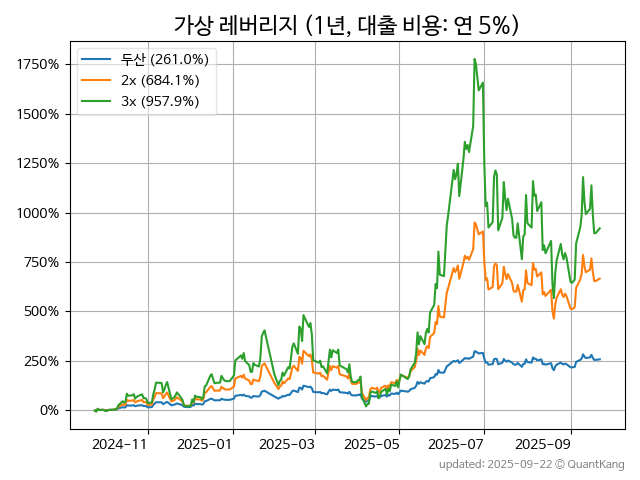 가상 레버리지 (1년, 대출 비용: 연 5%)
두산 (261.0%)
2x (684.1%)
3x (957.9%)
1750%
1500%
1250%
1000%
750%
500%
250%
0%
2024-11 2025-01 2025-03 2025-05 2025-07 2025-09
updated: 2025-09-22 © QuantKang